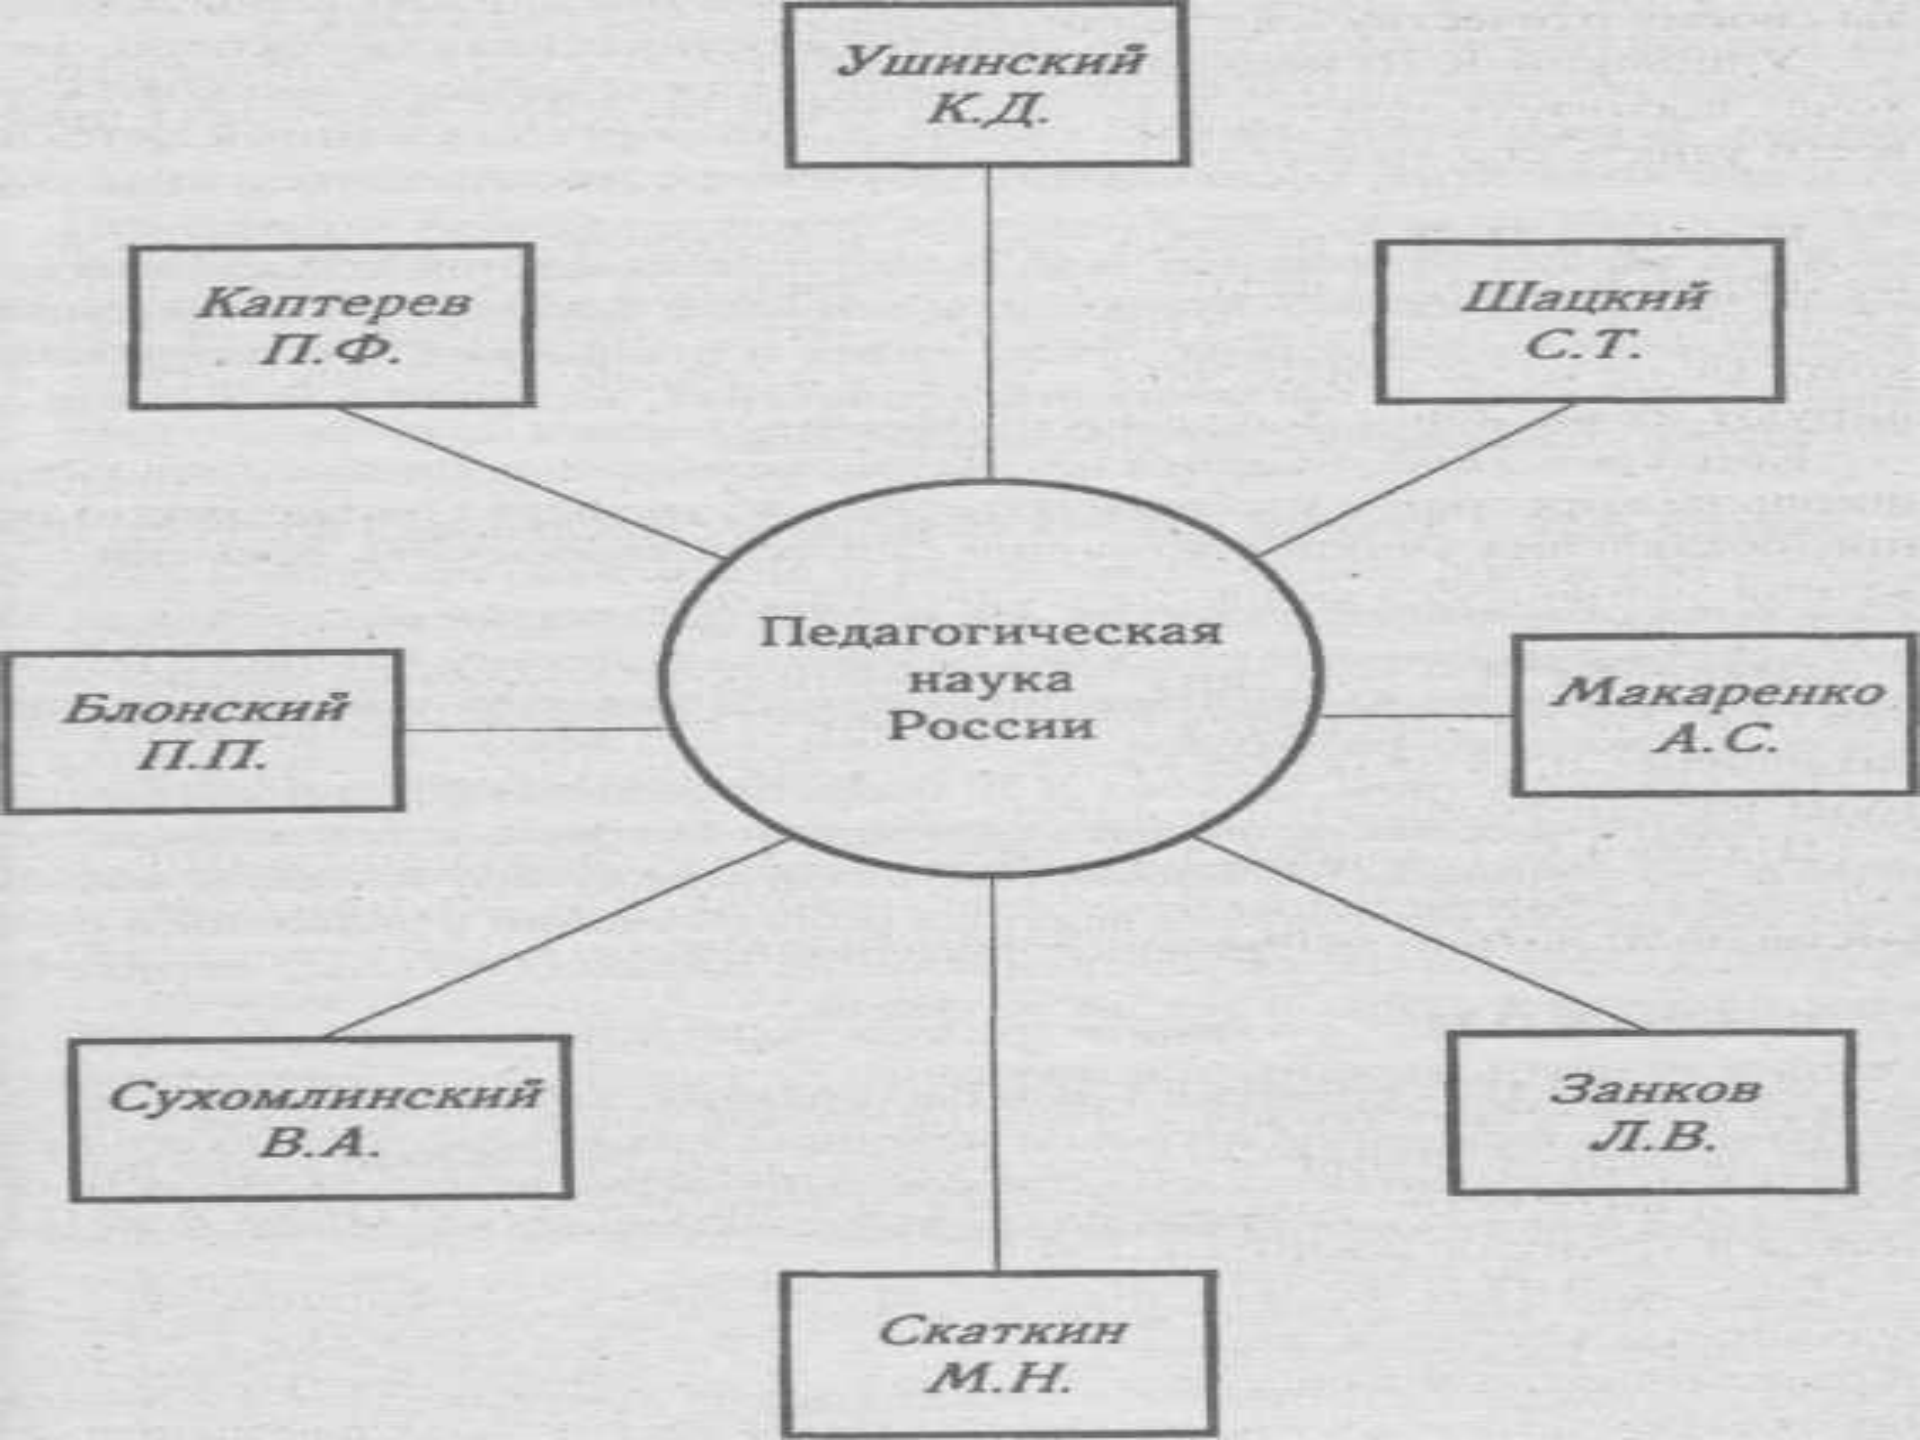 Ушинский
К.Д.
Каптерев
П.Ф.
Шацкий
С.Т.
Педагогическая
наука
России
Блонский
П.П.
Макаренко
А.С.
Сухомлинский
В.А.
Занков
Л.В.
Скаткин
М.Н.